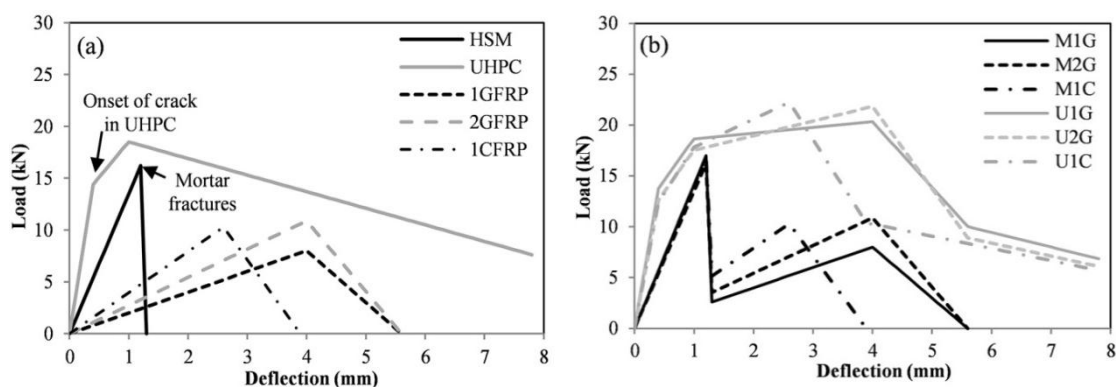 (a)
30
25
20
15
10
5
0
Load (kN)
0 1 2 3 4 5 6 7 8
Deflection (mm)
HSM
UHPC
1GFRP
2GFRP
1CFRP
Onset of crack
in UHPC
Mortar
fractures
(b)
30
25
20
15
10
5
0
Load (kN)
0 1 2 3 4 5 6 7 8
Deflection (mm)
M1G
M2G
M1C
U1G
U2G
U1C